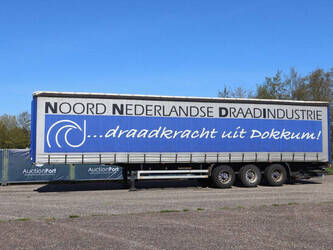 NOORD NEDERLANDSE DRAADINDUSTRIE
...draadkracht uit Dokkum!
AuctionPort
AuctionPort